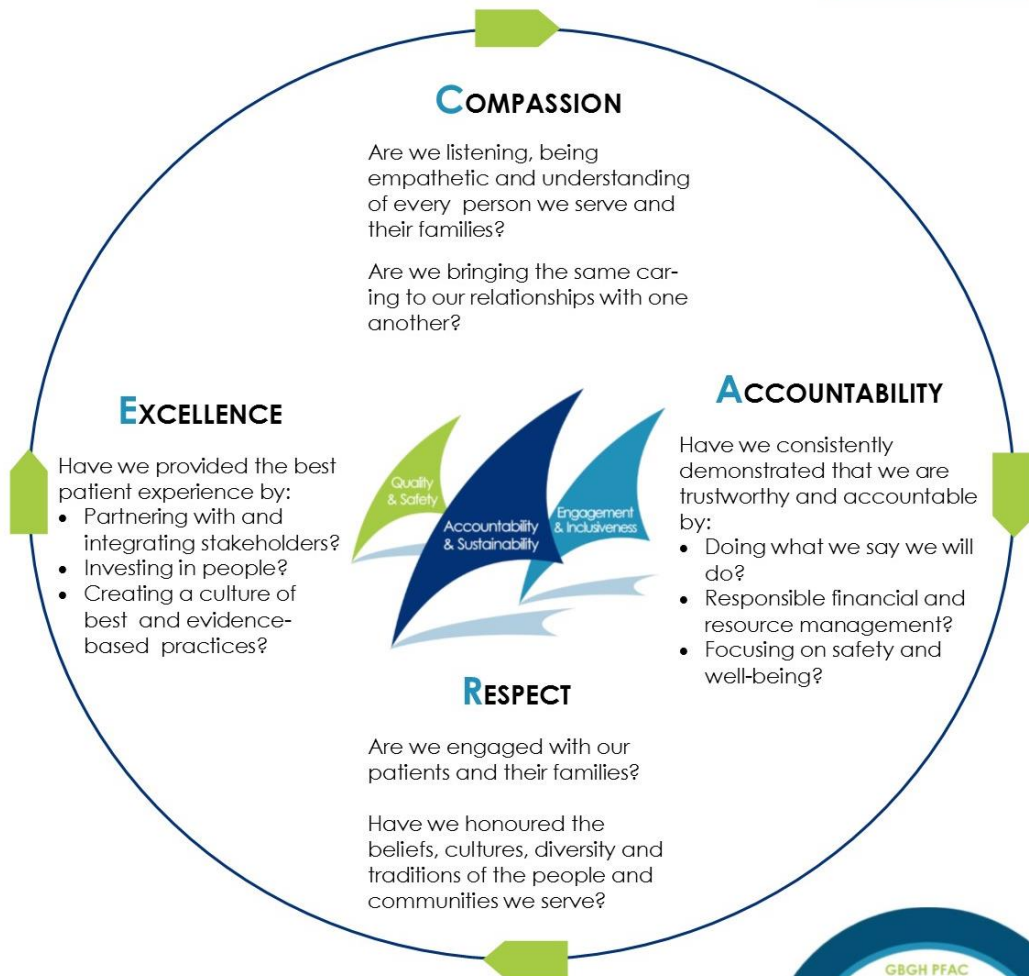 COMPASSION
Are we listening, being
empathetic and understanding
of every person we serve and
their families?
Are we bringing the same car-
ing to our relationships with one
another?
ACCOUNTABILITY
Have we consistently
demonstrated that we are
trustworthy and accountable
by:
• Doing what we say we will
do?
• Responsible financial and
resource management?
• Focusing on safety and
well-being?
RESPECT
Are we engaged with our
patients and their families?
Have we honoured the
beliefs, cultures, diversity and
traditions of the people and
communities we serve?
EXCELLENCE
Have we provided the best
patient experience by:
• Partnering with and
integrating stakeholders?
• Investing in people?
• Creating a culture of
best and evidence-
based practices?
Quality
& Safety
Accountability
& Sustainability
Engagement
& Inclusiveness
GBGH PFAC